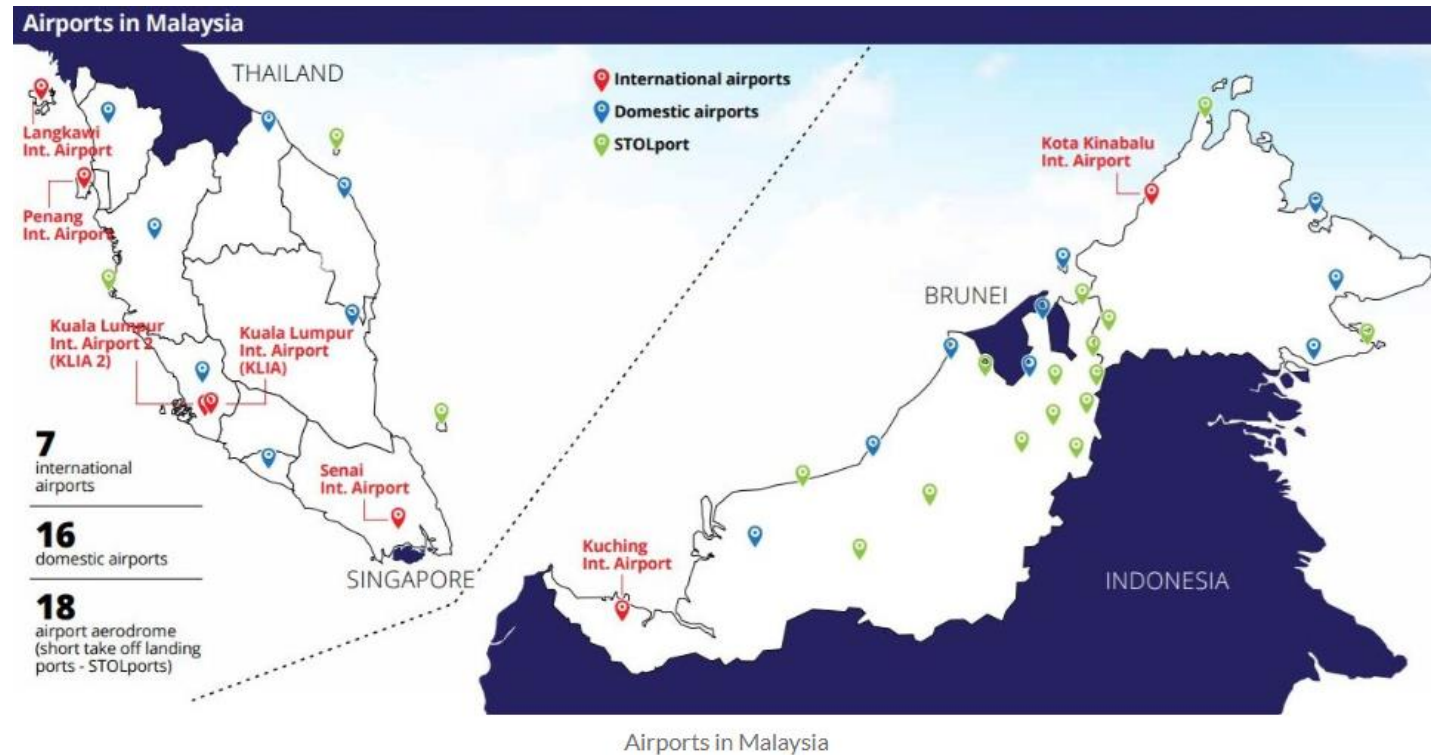 Airports in Malaysia
THAILAND
International airports
Domestic airports
STOLport
Langkawi
Int. Airport
Penang
Int. Airport
Kota Kinabalu
Int. Airport
BRUNEI
Kuala Lumpur
Int. Airport 2
(KLIA 2)
Kuala Lumpur
Int. Airport
(KLIA)
7
international
airports
16
domestic airports
18
airport aerodrome
(short take off landing
ports - STOLports)
Senai
Int. Airport
SINGAPORE
Kuching
Int. Airport
INDONESIA
Airports in Malaysia